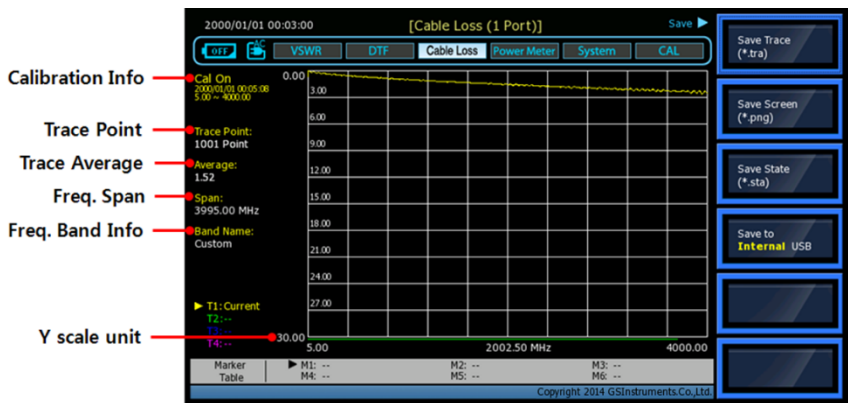 2000/01/01 00:03:00
[Cable Loss (1 Port)]
Save ▶
OFF
AC
VSWR
DTF
Cable Loss
Power Meter
System
CAL
Calibration Info
Cal On
2000/01/01 00:05:08
5.00 ~ 4000.00
Trace Point
Trace Point:
1001 Point
Trace Average
Average:
1.52
Freq. Span
Span:
3995.00 MHz
Freq. Band Info
Band Name:
Custom
▶ T1:Current
T2:--
T3:--
T4:--
Y scale unit
0.00
3.00
6.00
9.00
12.00
15.00
18.00
21.00
24.00
27.00
30.00
5.00
2002.50 MHz
4000.00
Marker
Table
▶ M1: --
M2: --
M3: --
M4: --
M5: --
M6: --
Copyright 2014 GSInstruments.Co.,Ltd.
Save Trace
(*.tra)
Save Screen
(*.png)
Save State
(*.sta)
Save to
Internal USB